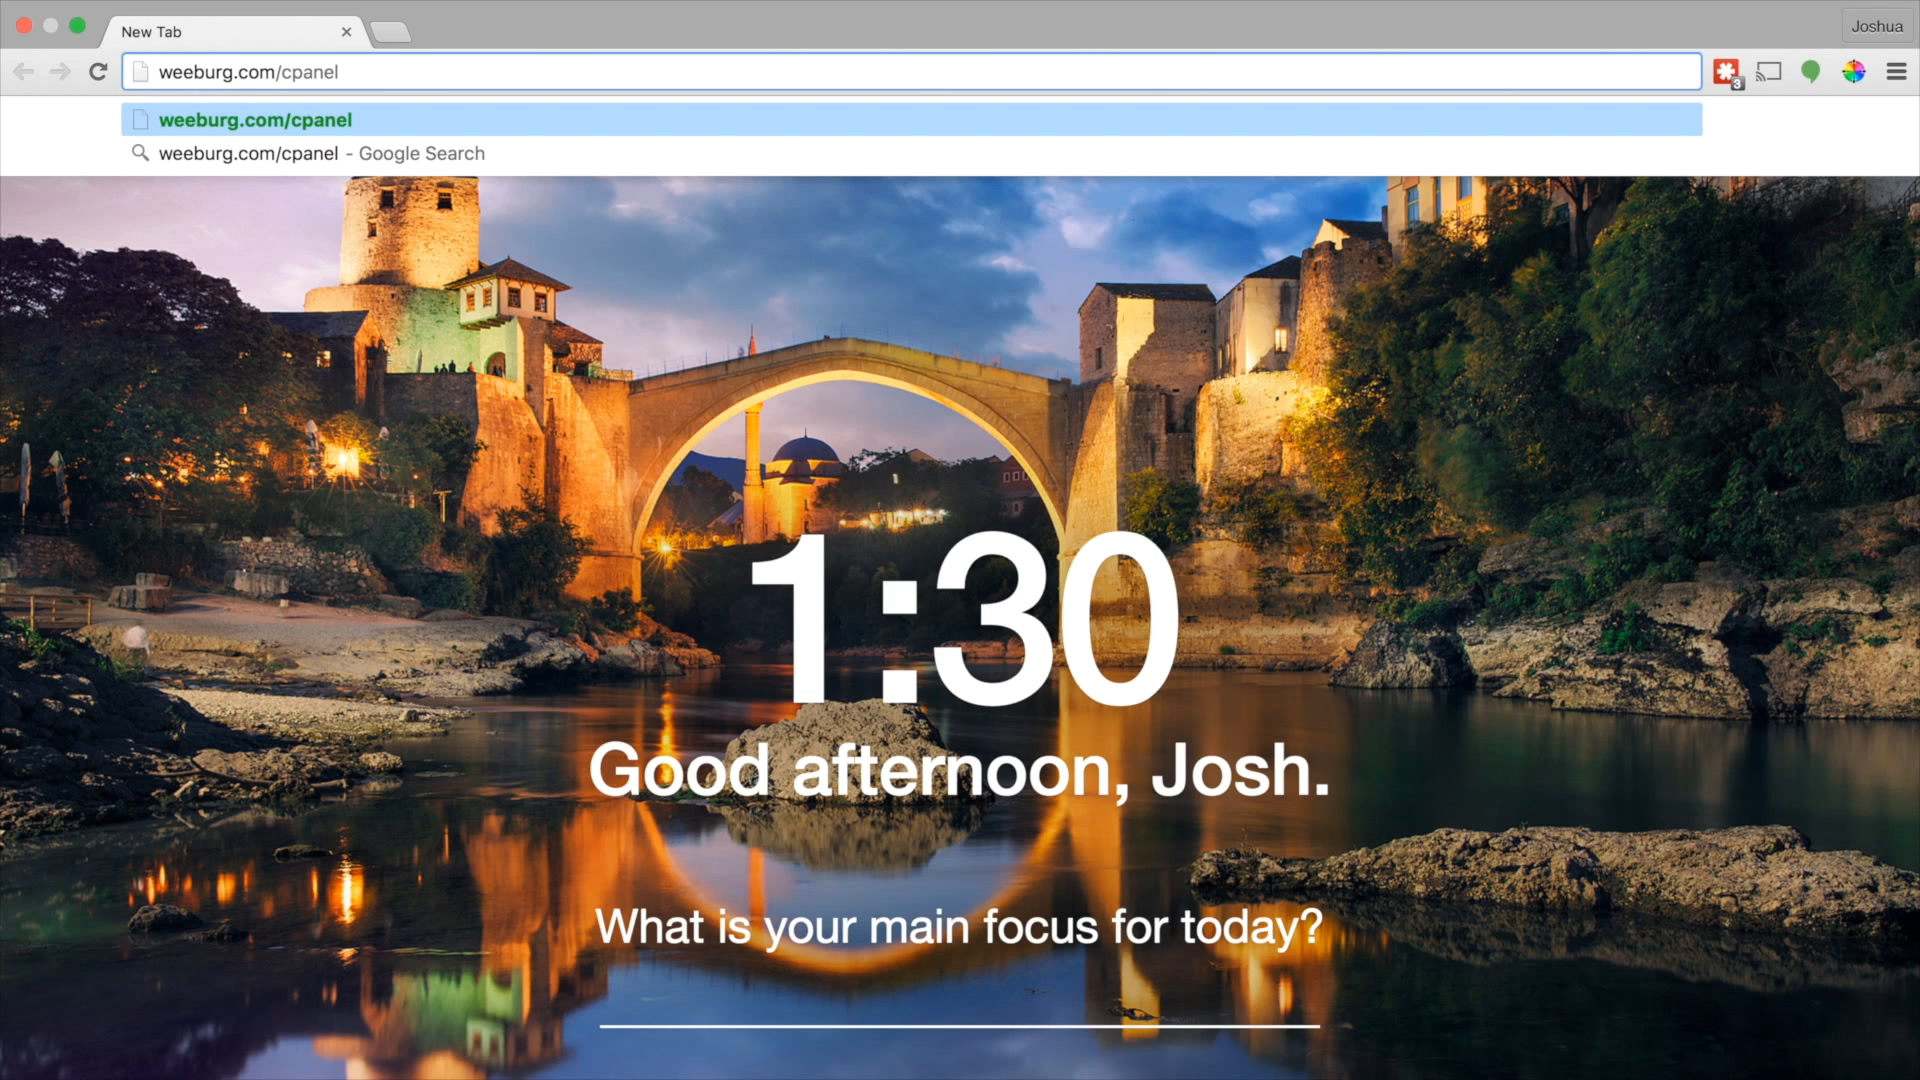 New Tab
Joshua
weeburg.com/cpanel
3
weeburg.com/cpanel
weeburg.com/cpanel - Google Search
1:30
Good afternoon, Josh.
What is your main focus for today?